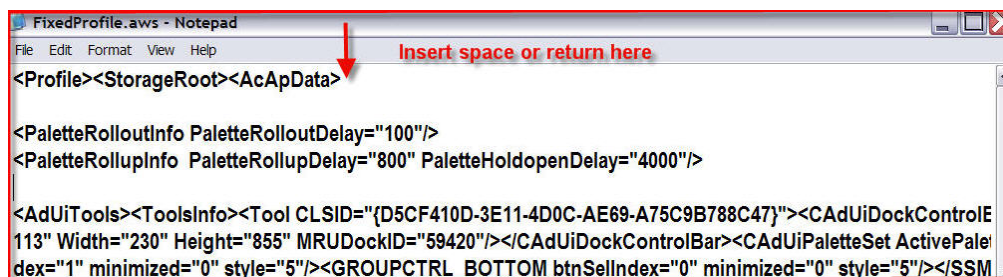 FixedProfile.aws - Notepad
File Edit Format View Help
Insert space or return here
<Profile><StorageRoot><AcApData>
<PaletteRolloutInfo PaletteRolloutDelay="100"/>
<PaletteRollupInfo PaletteRollupDelay="800" PaletteHoldopenDelay="4000"/>
<AdUiTools><ToolsInfo><Tool CLSID="{D5CF410D-3E11-4D0C-AE69-A75C9B788C47}"><CAdUiDockControlE
113" Width="230" Height="855" MRUDockID="59420"/></CAdUiDockControlBar><CAdUiPaletteSet ActivePalet
dex="1" minimized="0" style="5"/><GROUPCTRL_BOTTOM btnSelIndex="0" minimized="0" style="5"/></SSM